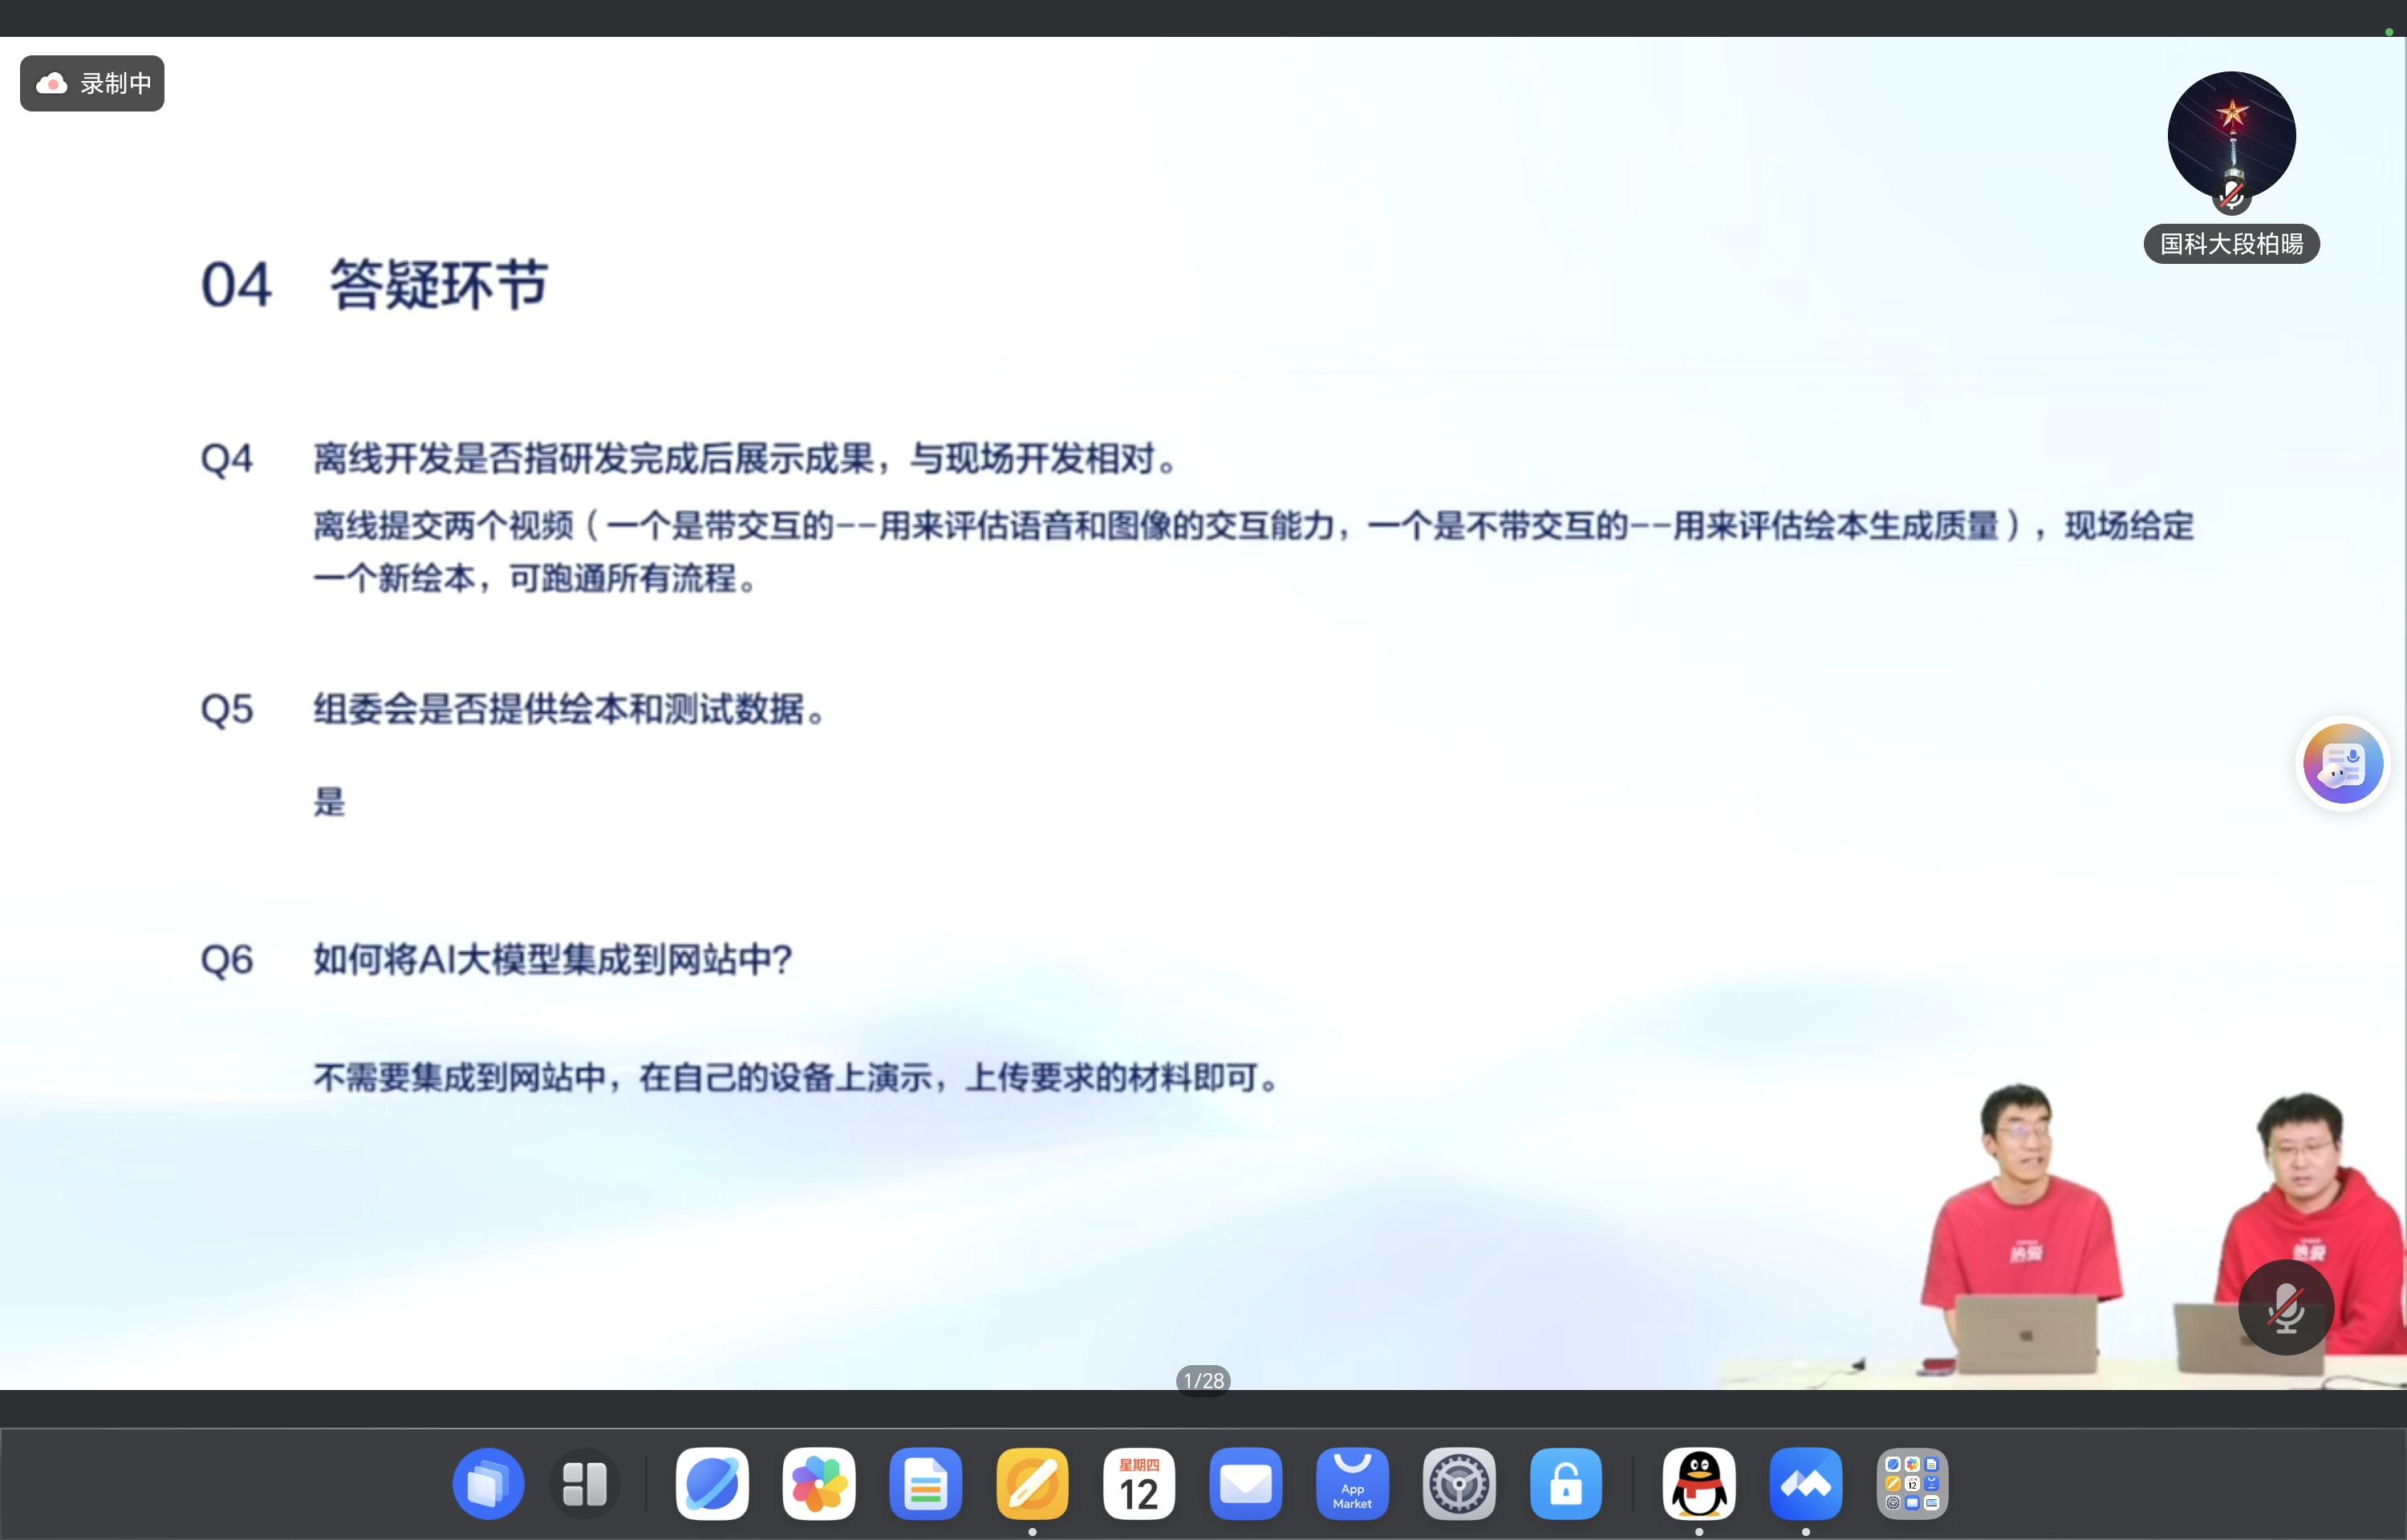 录制中
国科大段柏暘
04 答疑环节
Q4 离线开发是否指研发完成后展示成果，与现场开发相对。
离线提交两个视频（一个是带交互的--用来评估语音和图像的交互能力，一个是不带交互的--用来评估绘本生成质量），现场给定
一个新绘本，可跑通所有流程。
Q5 组委会是否提供绘本和测试数据。
是
Q6 如何将AI大模型集成到网站中?
不需要集成到网站中，在自己的设备上演示，上传要求的材料即可。
热爱
热爱
1/28
星期四
12
App
Market
12